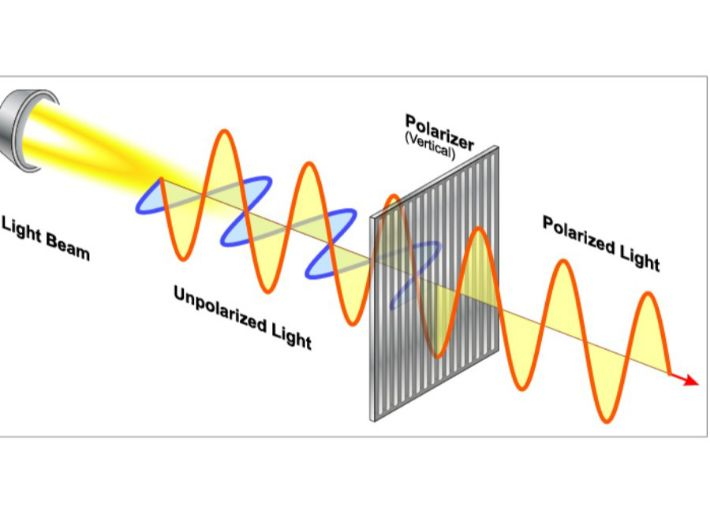 Polarizer
(Vertical)
Light Beam
Polarized Light
Unpolarized Light